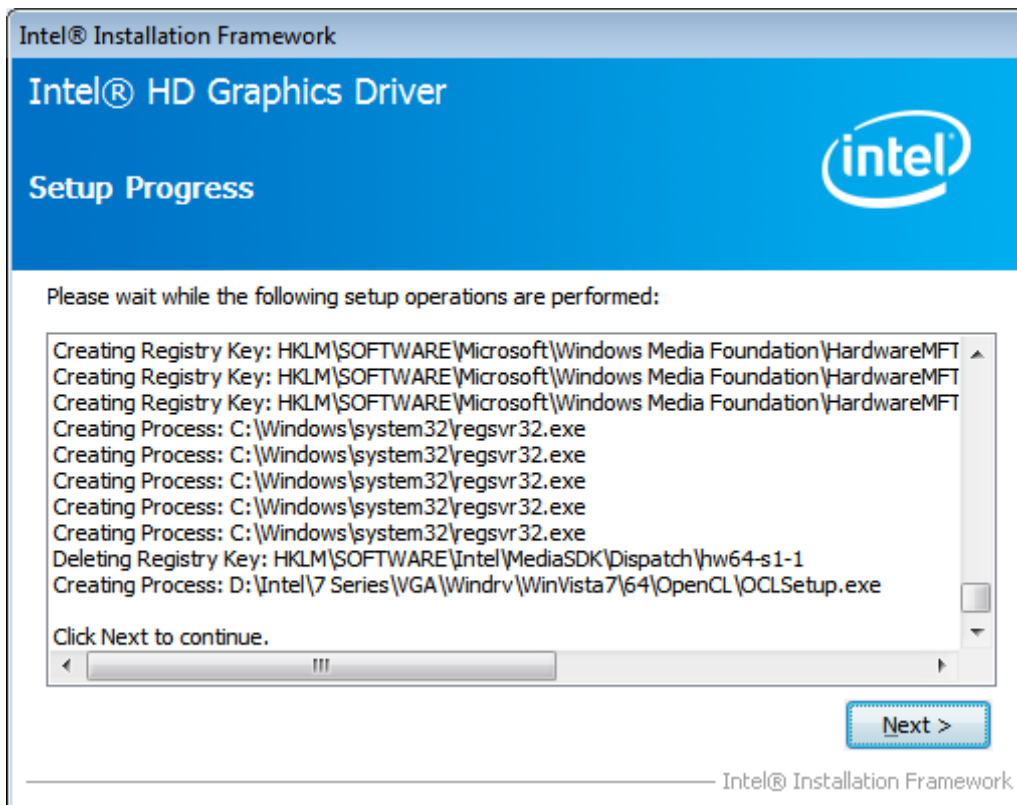 Intel® Installation Framework
Intel® HD Graphics Driver
intel
Setup Progress
Please wait while the following setup operations are performed:
Creating Registry Key: HKLM\SOFTWARE\Microsoft\Windows Media Foundation\HardwareMFT
Creating Registry Key: HKLM\SOFTWARE\Microsoft\Windows Media Foundation\HardwareMFT
Creating Registry Key: HKLM\SOFTWARE\Microsoft\Windows Media Foundation\HardwareMFT
Creating Process: C:\Windows\system32\regsvr32.exe
Creating Process: C:\Windows\system32\regsvr32.exe
Creating Process: C:\Windows\system32\regsvr32.exe
Creating Process: C:\Windows\system32\regsvr32.exe
Creating Process: C:\Windows\system32\regsvr32.exe
Deleting Registry Key: HKLM\SOFTWARE\Intel\MediaSDK\Dispatch\hw64-s1-1
Creating Process: D:\Intel\7 Series\VGA\Windrv\WinVista7\64\OpenCL\OCLSetup.exe
Click Next to continue.
Next >
Intel® Installation Framework